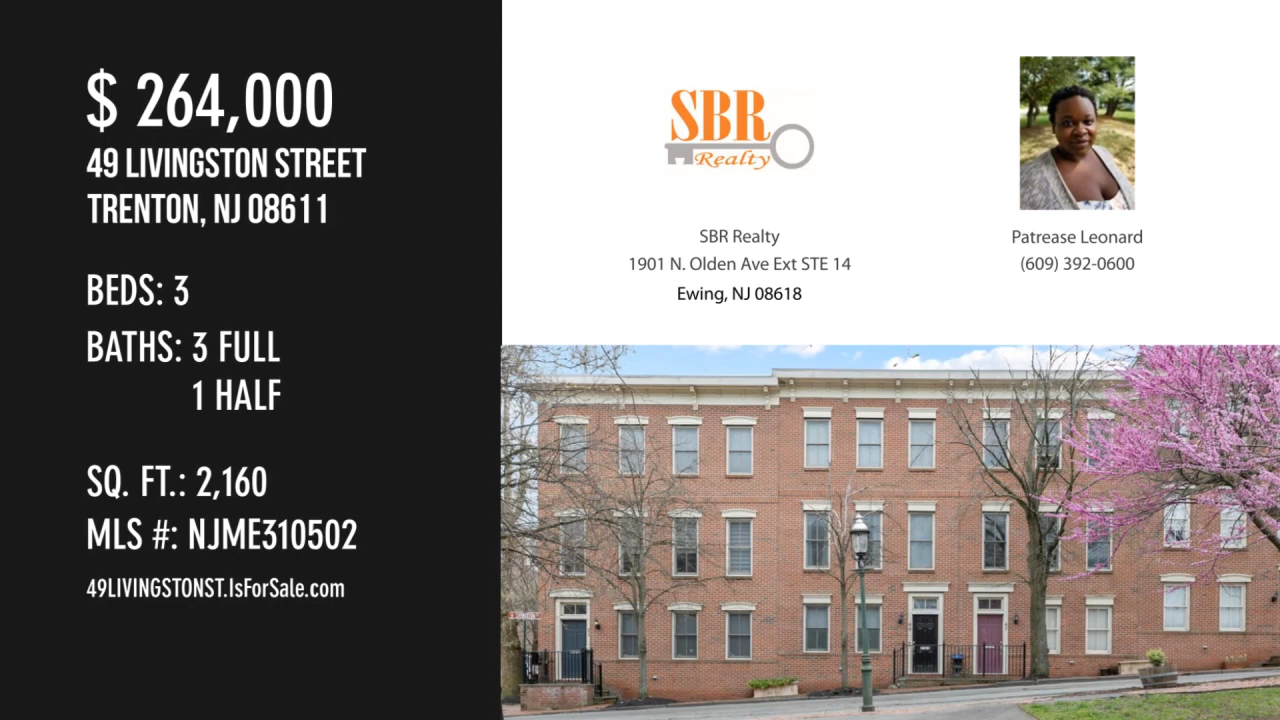 $ 264,000
49 LIVINGSTON STREET
TRENTON, NJ 08611
BEDS: 3
BATHS: 3 FULL
1 HALF
SQ. FT.: 2,160
MLS #: NJME310502
49LIVINGSTONST.IsForSale.com
SBR
Realty
SBR Realty
1901 N. Olden Ave Ext STE 14
Ewing, NJ 08618
Patrease Leonard
(609) 392-0600